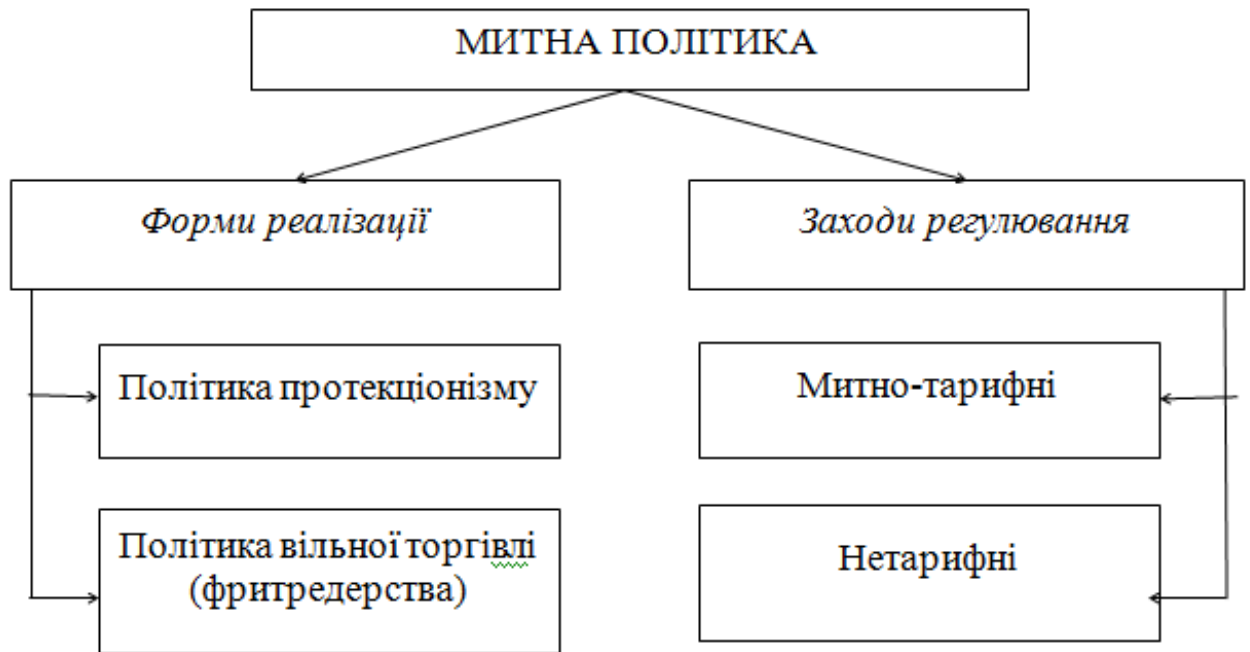 МИТНА ПОЛІТИКА
Форми реалізації
Заходи регулювання
Політика протекціонізму
Митно-тарифні
Політика вільної торгівлі
(фритредерства)
Нетарифні